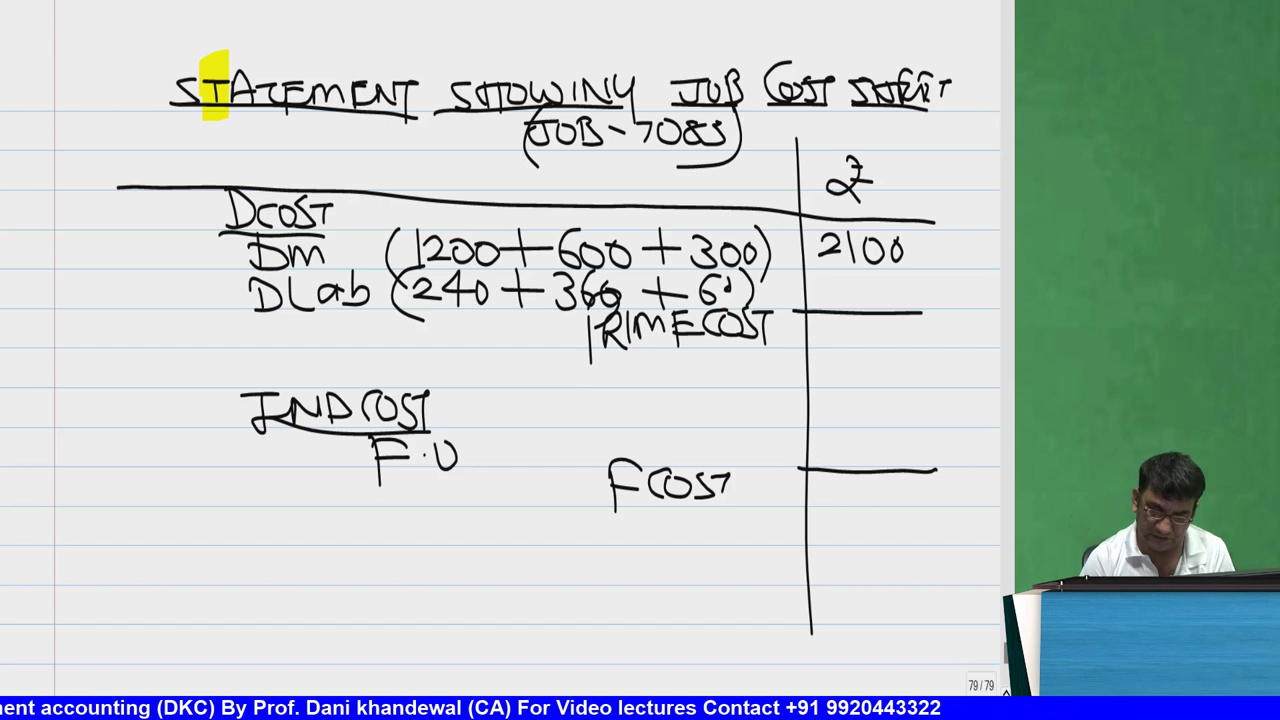 STATEMENT SHOWING JOB COST SHEET
(JOB-7083)
₹
DCOST
DM (1200+600+300) 2100
DLab (240+360+60)
PRIMECOST
INDCOST
F.O
FCOST
79/79
nent accounting (DKC) By Prof. Dani khandewal (CA) For Video lectures Contact +91 9920443322